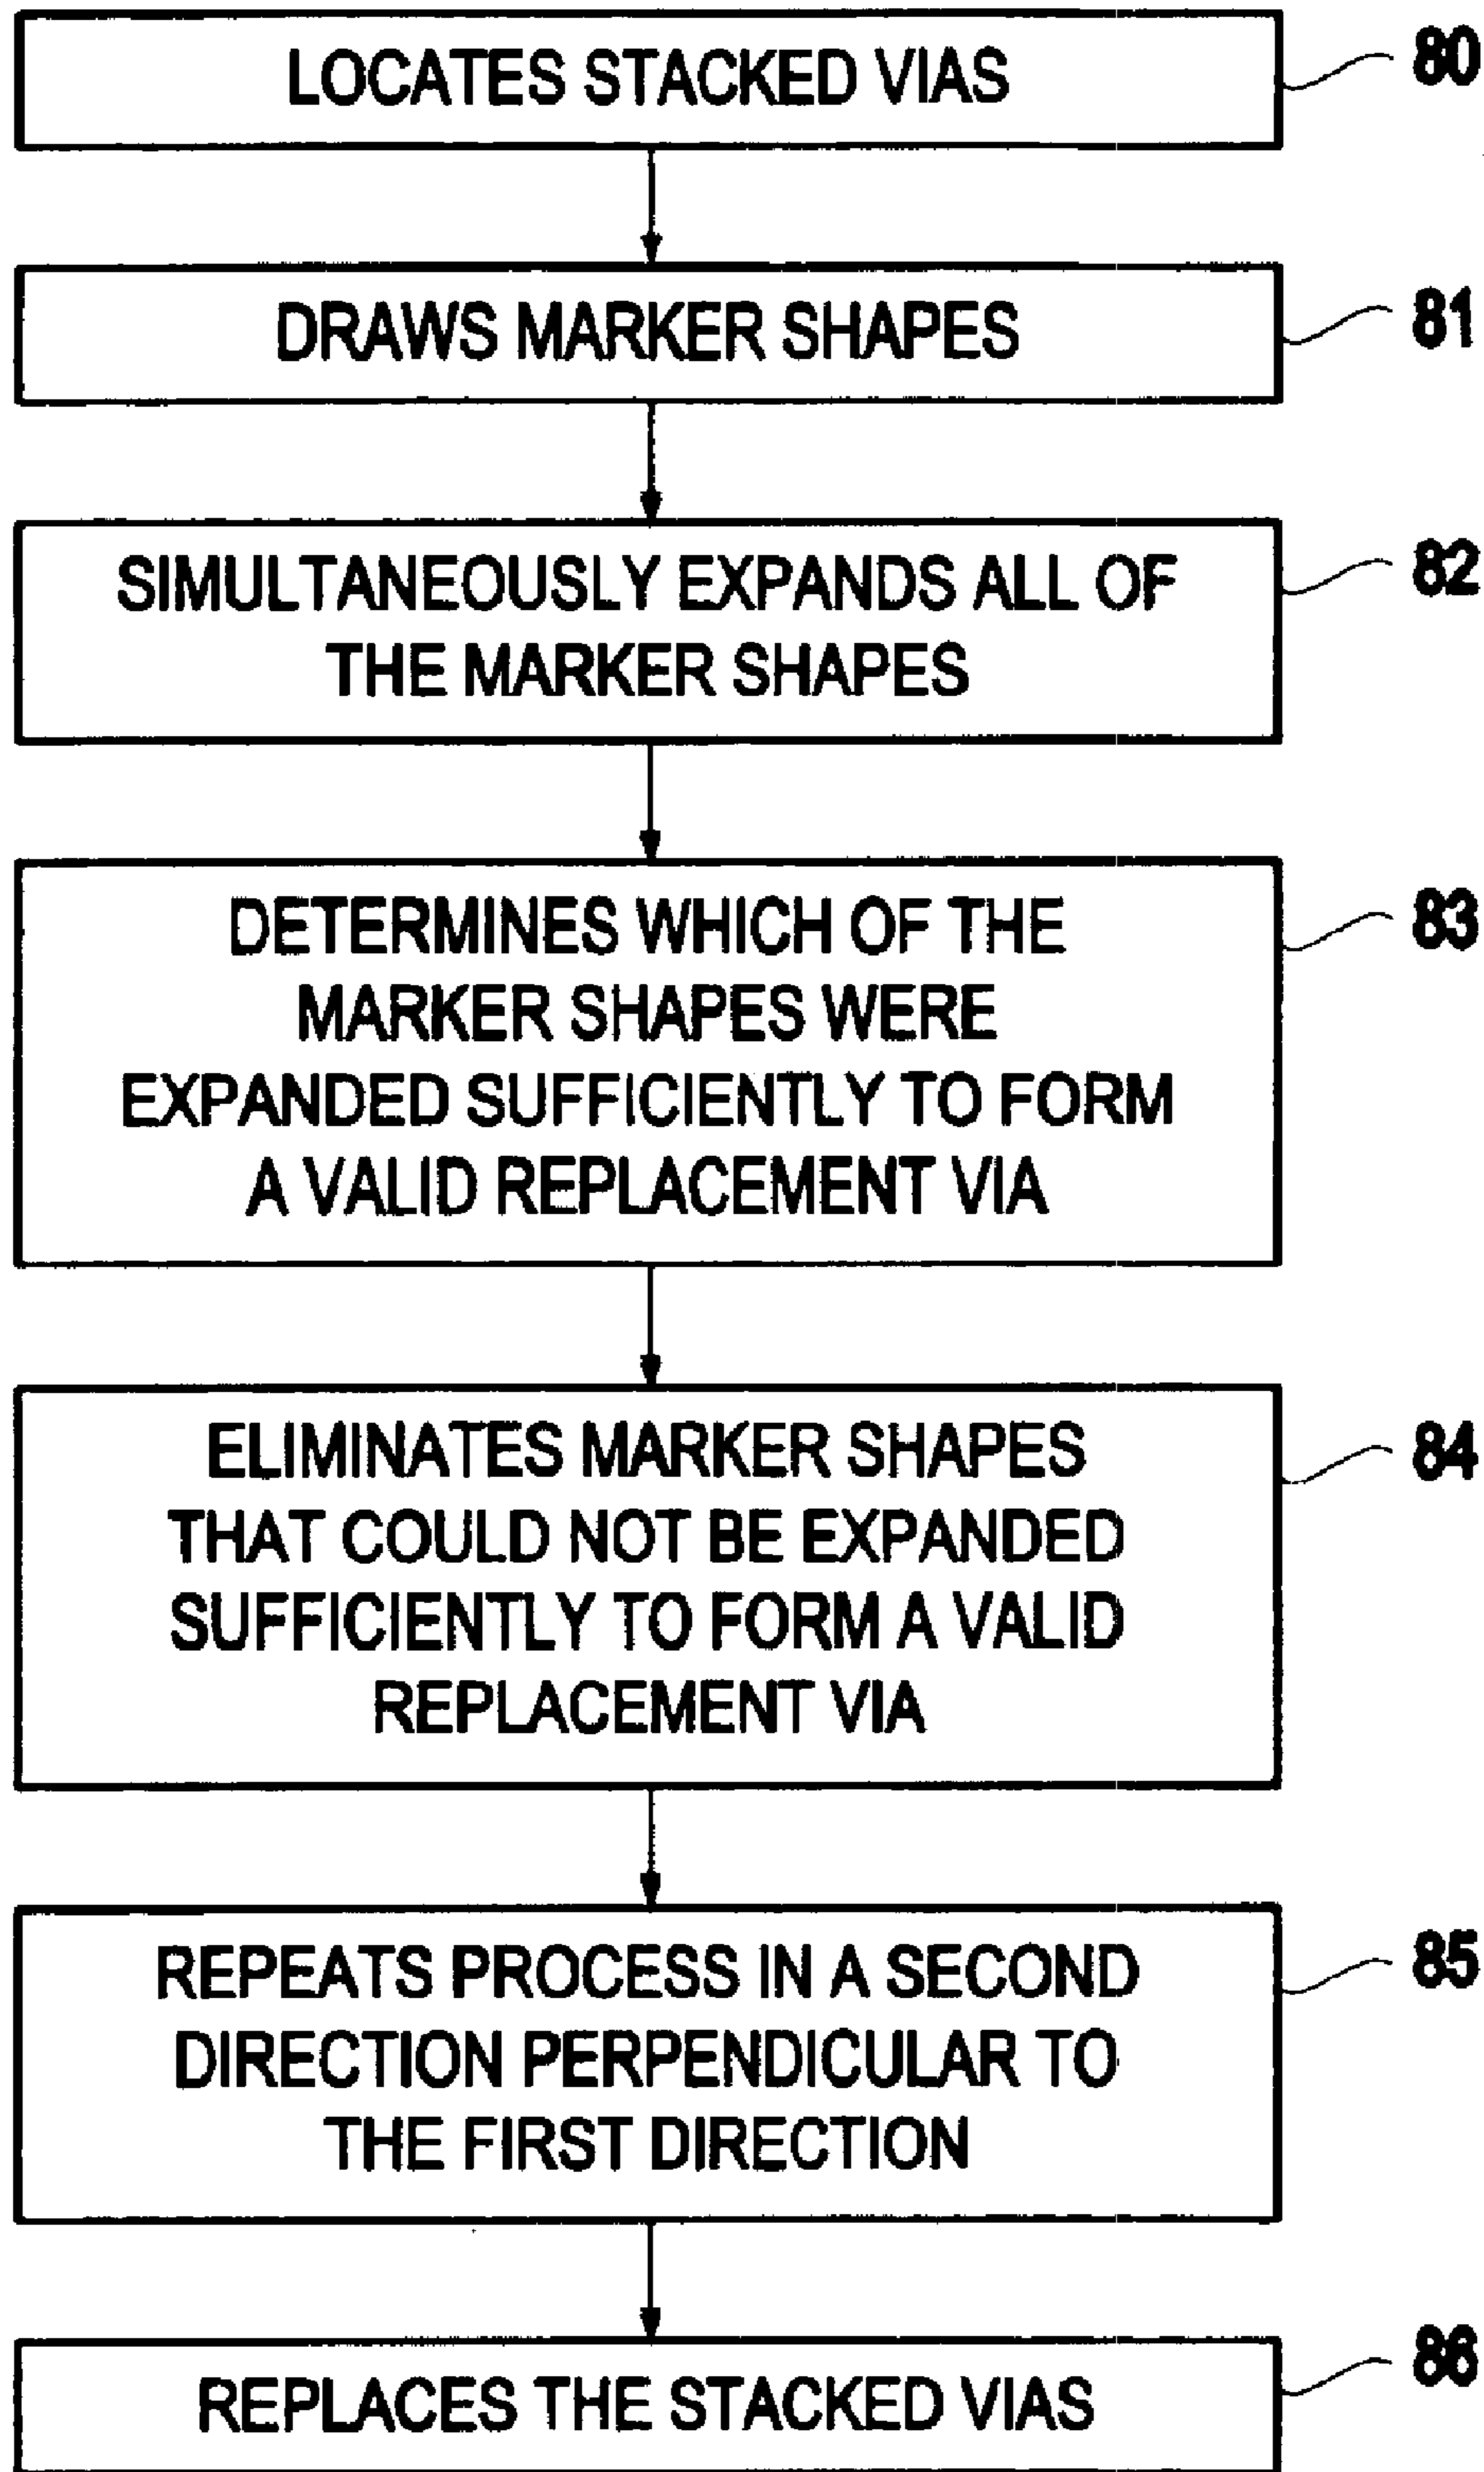 LOCATES STACKED VIAS
80
DRAWS MARKER SHAPES
81
SIMULTANEOUSLY EXPANDS ALL OF
THE MARKER SHAPES
82
DETERMINES WHICH OF THE
MARKER SHAPES WERE
EXPANDED SUFFICIENTLY TO FORM
A VALID REPLACEMENT VIA
83
ELIMINATES MARKER SHAPES
THAT COULD NOT BE EXPANDED
SUFFICIENTLY TO FORM A VALID
REPLACEMENT VIA
84
REPEATS PROCESS IN A SECOND
DIRECTION PERPENDICULAR TO
THE FIRST DIRECTION
85
REPLACES THE STACKED VIAS
86